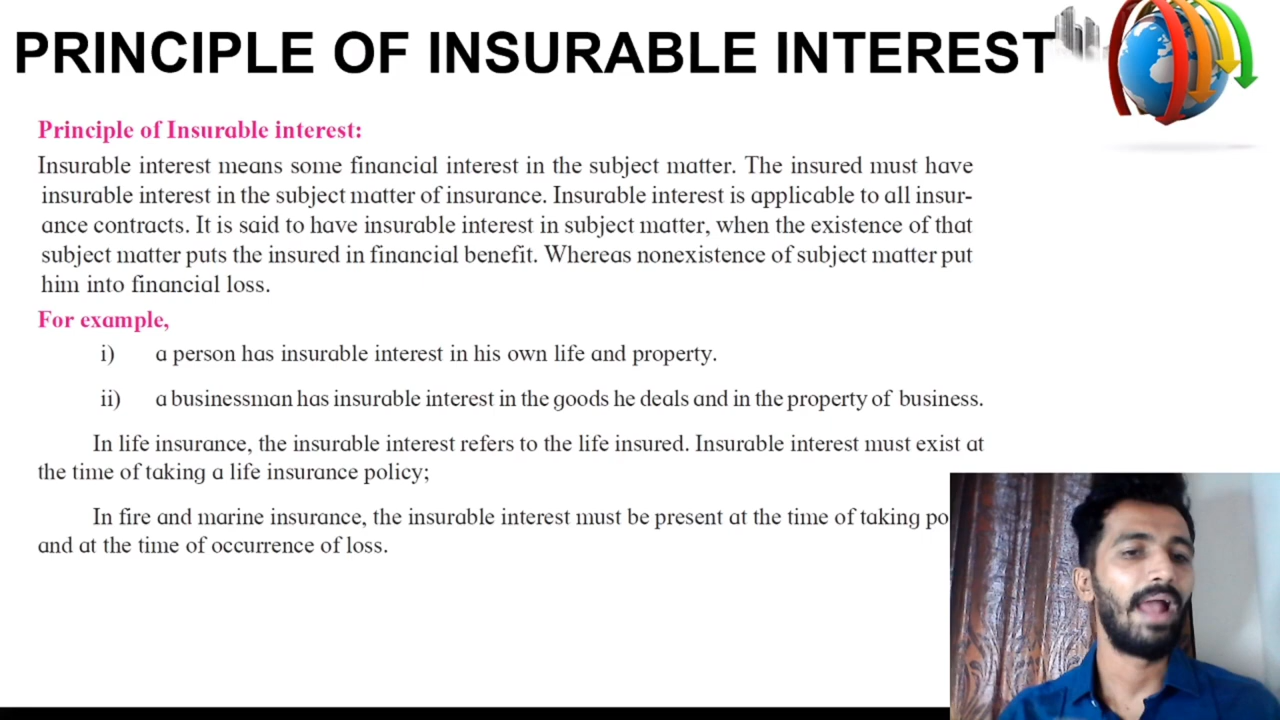 PRINCIPLE OF INSURABLE INTEREST
Principle of Insurable interest:
Insurable interest means some financial interest in the subject matter. The insured must have
insurable interest in the subject matter of insurance. Insurable interest is applicable to all insur-
ance contracts. It is said to have insurable interest in subject matter, when the existence of that
subject matter puts the insured in financial benefit. Whereas nonexistence of subject matter put
him into financial loss.
For example,
i) a person has insurable interest in his own life and property.
ii) a businessman has insurable interest in the goods he deals and in the property of business.
In life insurance, the insurable interest refers to the life insured. Insurable interest must exist at
the time of taking a life insurance policy;
In fire and marine insurance, the insurable interest must be present at the time of taking po
and at the time of occurrence of loss.